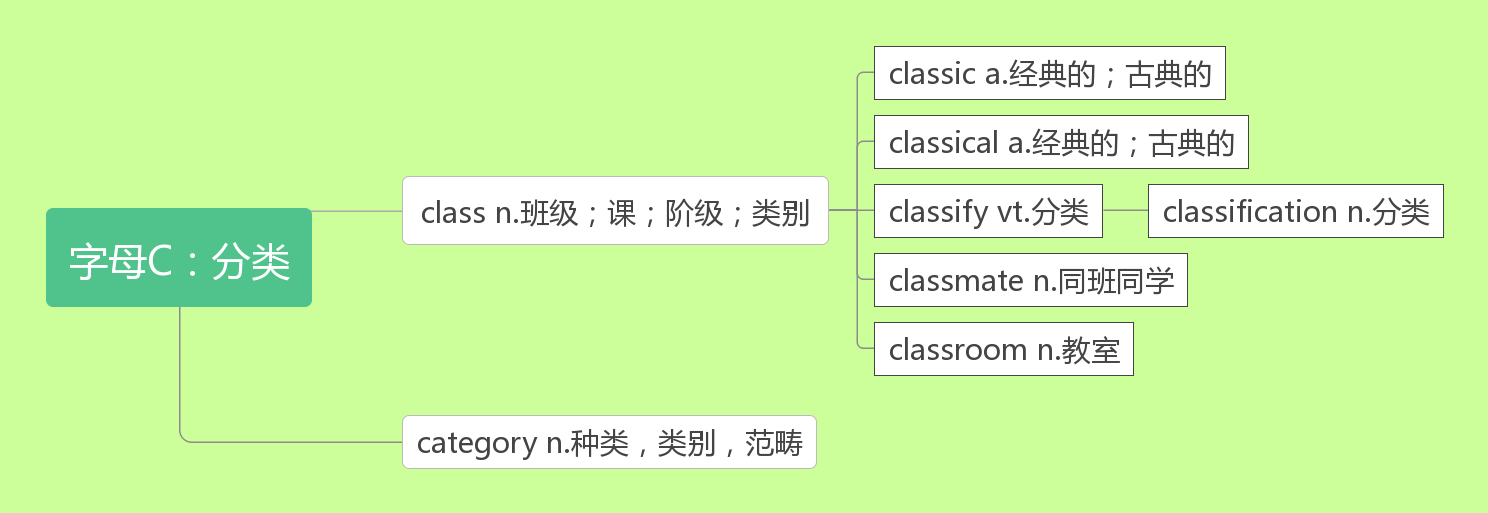 字母C：分类
class n.班级；课；阶级；类别
classic a.经典的；古典的
classical a.经典的；古典的
classify vt.分类
classification n.分类
classmate n.同班同学
classroom n.教室
category n.种类，类别，范畴